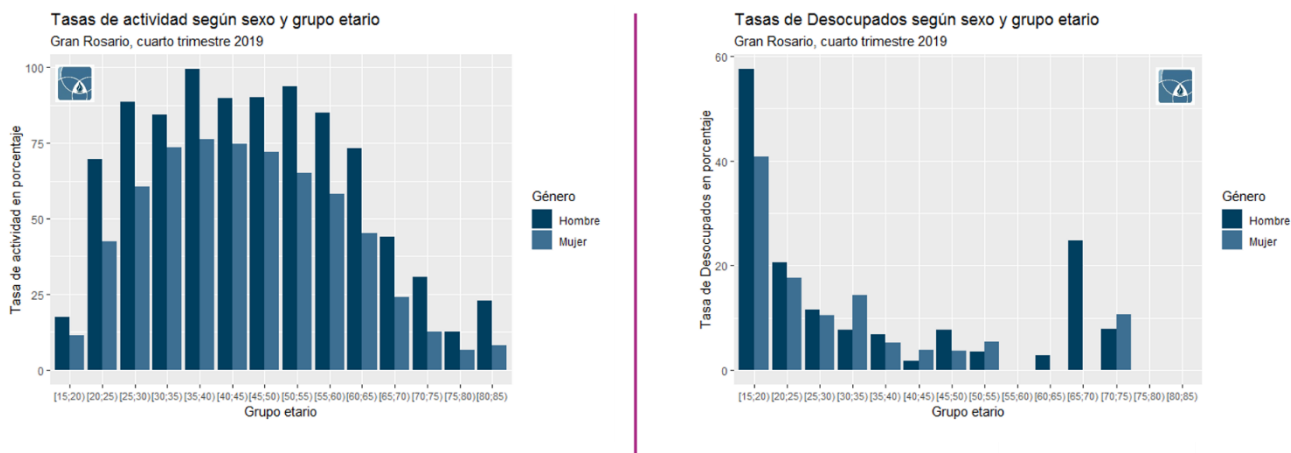 Tasas de actividad según sexo y grupo etario
Gran Rosario, cuarto trimestre 2019
100
75
50
25
0
Tasa de actividad en porcentaje
[15;20) [20;25) [25;30) [30;35) [35;40) [40;45) [45;50) [50;55) [55;60) [60;65) [65;70) [70;75) [75;80) [80;85)
Grupo etario
Género
Hombre
Mujer
Tasas de Desocupados según sexo y grupo etario
Gran Rosario, cuarto trimestre 2019
60
40
20
0
Tasa de Desocupados en porcentaje
[15;20) [20;25) [25;30) [30;35) [35;40) [40;45) [45;50) [50;55) [55;60) [60;65) [65;70) [70;75) [75;80) [80;85)
Grupo etario
Género
Hombre
Mujer